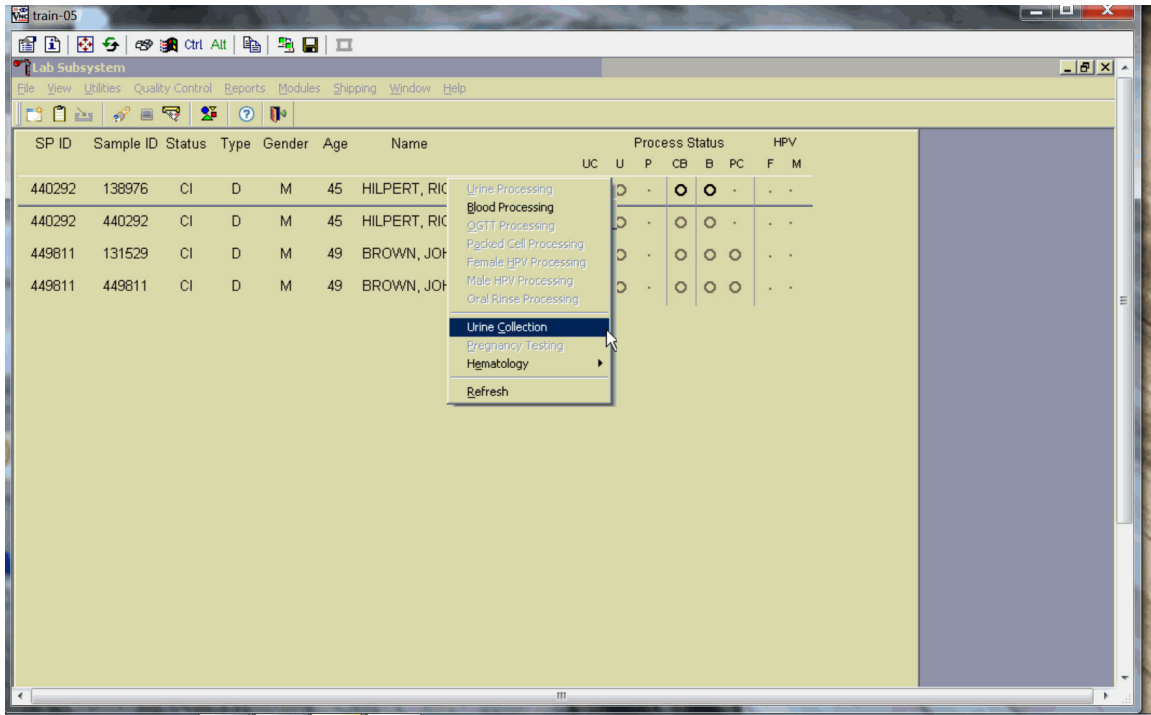 train-05
Ctrl Alt
Lab Subsystem
File View Utilities Quality Control Reports Modules Shipping Window Help
SP ID Sample ID Status Type Gender Age Name Process Status HPV
UC U P CB B PC F M
440292 138976 CI D M 45 HILPERT, RIC
440292 440292 CI D M 45 HILPERT, RIC
449811 131529 CI D M 49 BROWN, JOH
449811 449811 CI D M 49 BROWN, JOH
Urine Processing
Blood Processing
OGTT Processing
Packed Cell Processing
Female HPV Processing
Male HPV Processing
Oral Rinse Processing
Urine Collection
Pregnancy Testing
Hematology
Refresh